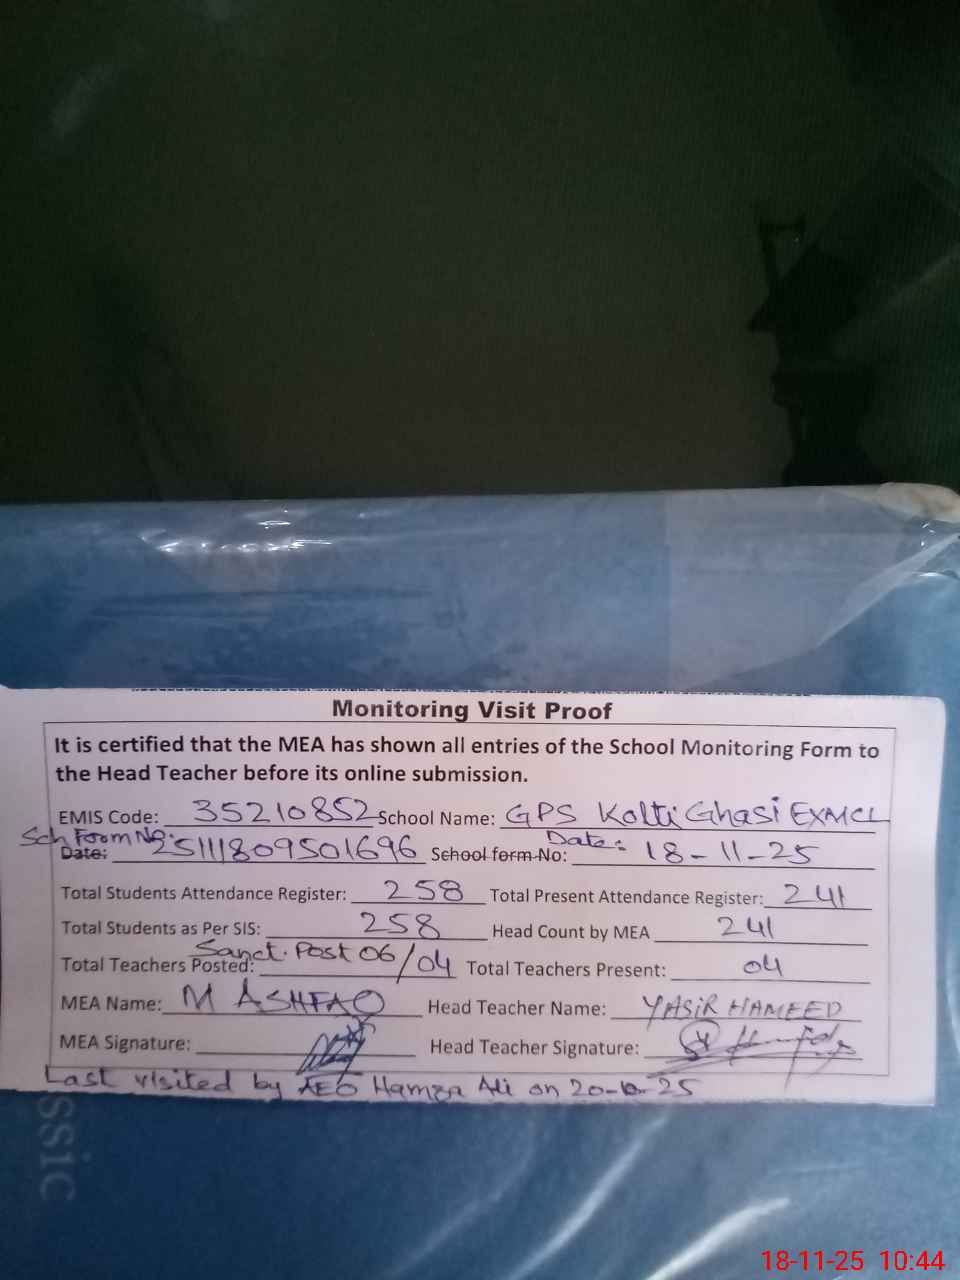 Monitoring Visit Proof
It is certified that the MEA has shown all entries of the School Monitoring Form to
the Head Teacher before its online submission.
EMIS Code: 35210852 School Name: GPS Kolti Ghasi EXMCL
Sch Form No. Date:
Date: 25111809501696 School form No: 18-11-25
Total Students Attendance Register: 258 Total Present Attendance Register: 241
Total Students as Per SIS: 258 Head Count by MEA 241
Sanct. Post 06/04
Total Teachers Posted: Total Teachers Present: 04
MEA Name: M ASHFAQ Head Teacher Name: YASIR HAMEED
MEA Signature: Head Teacher Signature:
Last visited by AEO Hamza Ali on 20-10-25
ssic
18-11-25 10:44